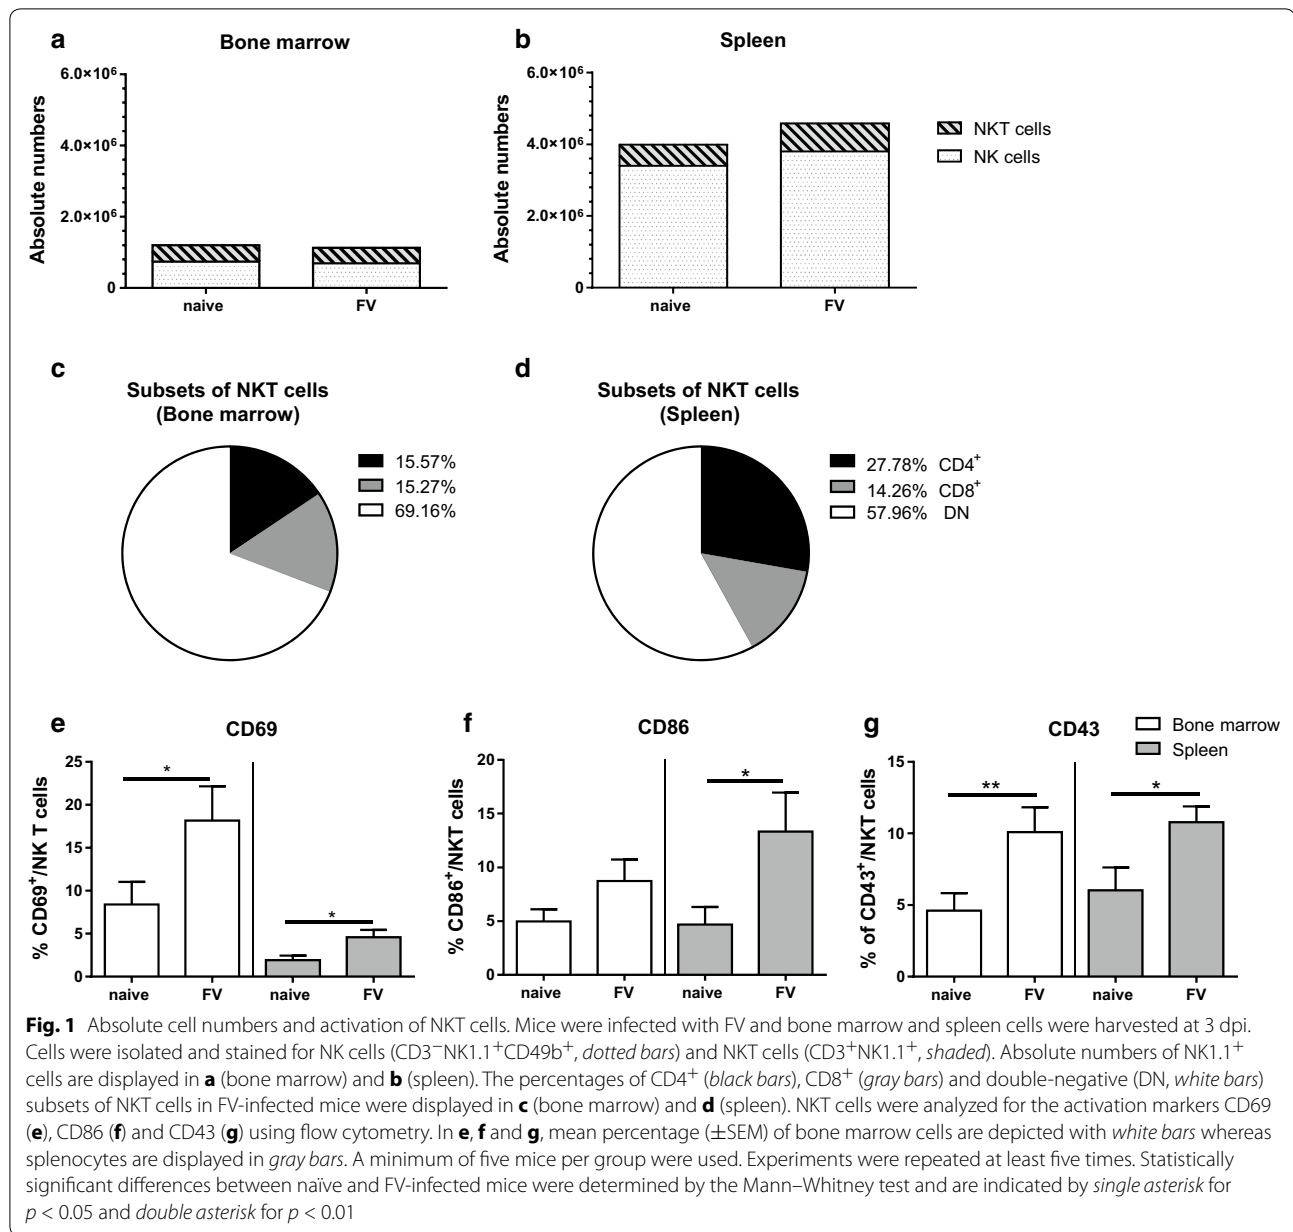 a
Bone marrow
6.0×10⁶
4.0×10⁶
2.0×10⁶
0
Absolute numbers
naive
FV
b
Spleen
6.0×10⁶
4.0×10⁶
2.0×10⁶
0
Absolute numbers
naive
FV
NKT cells
NK cells
c
Subsets of NKT cells
(Bone marrow)
15.57%
15.27%
69.16%
d
Subsets of NKT cells
(Spleen)
27.78% CD4⁺
14.26% CD8⁺
57.96% DN
e
CD69
25
20
15
10
5
0
% CD69⁺/NK T cells
*
*
naive
FV
naive
FV
f
CD86
20
15
10
5
0
% CD86⁺/NKT cells
*
naive
FV
naive
FV
g
CD43
15
10
5
0
% of CD43⁺/NKT cells
**
*
naive
FV
naive
FV
Bone marrow
Spleen
Fig. 1 Absolute cell numbers and activation of NKT cells. Mice were infected with FV and bone marrow and spleen cells were harvested at 3 dpi.
Cells were isolated and stained for NK cells (CD3⁻NK1.1⁺CD49b⁺, dotted bars) and NKT cells (CD3⁺NK1.1⁺, shaded). Absolute numbers of NK1.1⁺
cells are displayed in a (bone marrow) and b (spleen). The percentages of CD4⁺ (black bars), CD8⁺ (gray bars) and double-negative (DN, white bars)
subsets of NKT cells in FV-infected mice were displayed in c (bone marrow) and d (spleen). NKT cells were analyzed for the activation markers CD69
(e), CD86 (f) and CD43 (g) using flow cytometry. In e, f and g, mean percentage (±SEM) of bone marrow cells are depicted with white bars whereas
splenocytes are displayed in gray bars. A minimum of five mice per group were used. Experiments were repeated at least five times. Statistically
significant differences between naïve and FV-infected mice were determined by the Mann–Whitney test and are indicated by single asterisk for
p < 0.05 and double asterisk for p < 0.01